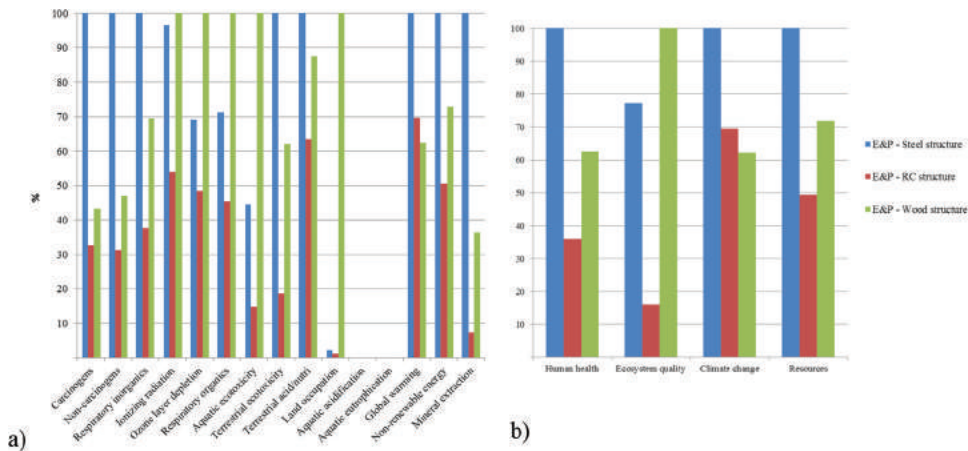 100
90
80
70
60
50
40
30
20
10
%
Carcinogens
Non-carcinogens
Respiratory inorganics
Ionizing radiation
Ozone layer depletion
Respiratory organics
Aquatic ecotoxicity
Terrestrial ecotoricity
Terrestrial acid/nutri
Land occupation
Aquatic acidification
Aquatic eutrophication
Global warming
Non-renewable energy
Mineral extraction
a)
100
90
80
70
60
50
40
30
20
10
Human health
Ecosystem quality
Climate change
Resources
b)
E&P - Steel structure
E&P - RC structure
E&P - Wood structure